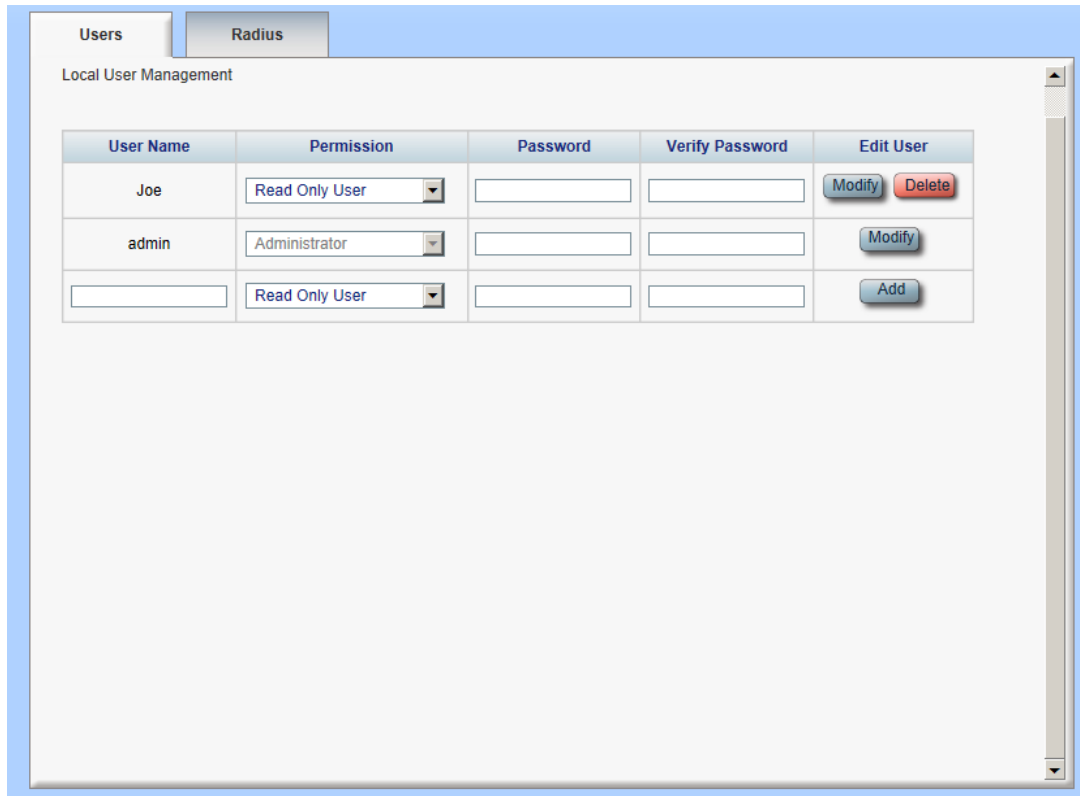 Users Radius
Local User Management
User Name Permission Password Verify Password Edit User
Joe Read Only User Modify Delete
admin Administrator Modify
Read Only User Add